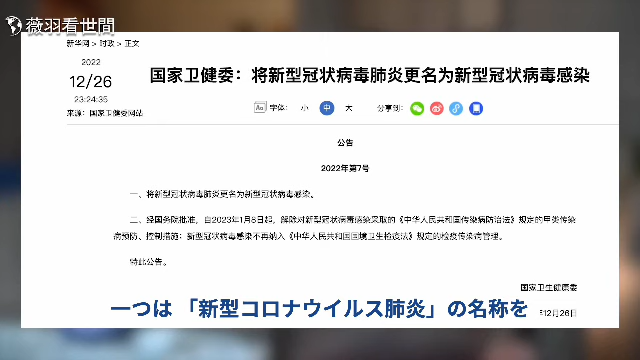 薇羽看世間
新华网 > 时政 > 正文
2022
12/26
23:24:35
来源：国家卫健委网站
国家卫健委：将新型冠状病毒肺炎更名为新型冠状病毒感染
Aa 字体： 小 中 大 分享到：
公告
2022年第7号
一、将新型冠状病毒肺炎更名为新型冠状病毒感染。
二、经国务院批准，自2023年1月8日起，解除对新型冠状病毒感染采取的《中华人民共和国传染病防治法》规定的甲类传染
病预防、控制措施；新型冠状病毒感染不再纳入《中华人民共和国国境卫生检疫法》规定的检疫传染病管理。
特此公告。
国家卫生健康委
年12月26日
一つは 「新型コロナウイルス肺炎」の名称を